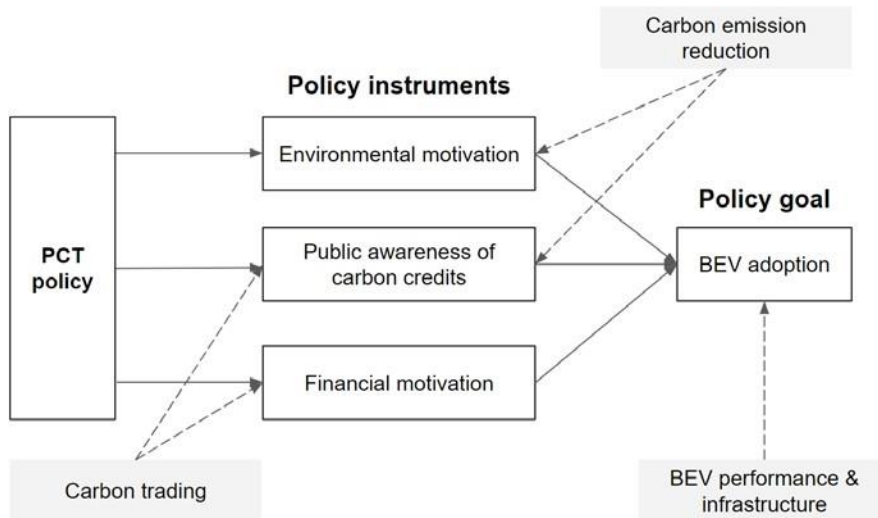 Carbon emission
reduction
Policy instruments
Environmental motivation
Policy goal
PCT
policy
Public awareness of
carbon credits
BEV adoption
Financial motivation
Carbon trading
BEV performance &
infrastructure